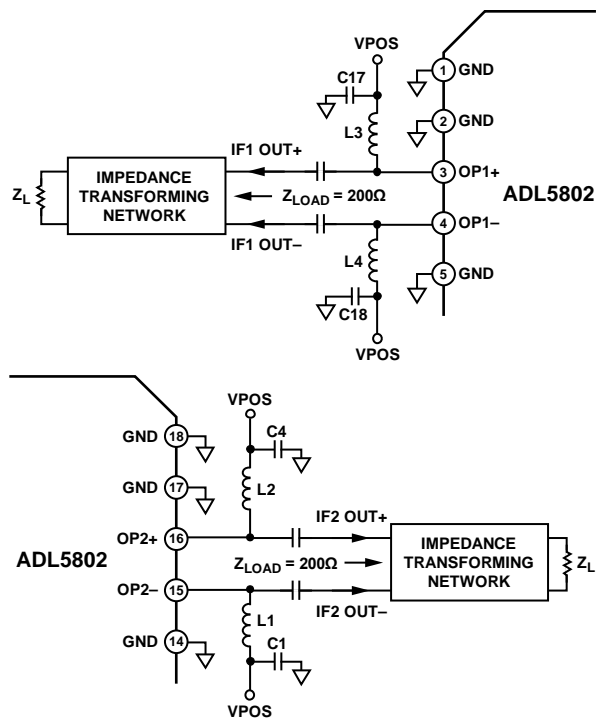 VPOS
C17
1 GND
L3
2 GND
IF1 OUT+
3 OP1+
ZL
IMPEDANCE
TRANSFORMING
NETWORK
ZLOAD = 200Ω
ADL5802
4 OP1–
IF1 OUT–
L4
5 GND
C18
VPOS
VPOS
GND 18
C4
L2
GND 17
IF2 OUT+
OP2+ 16
ADL5802
ZLOAD = 200Ω
IMPEDANCE
TRANSFORMING
NETWORK
ZL
OP2– 15
IF2 OUT–
L1
GND 14
C1
VPOS